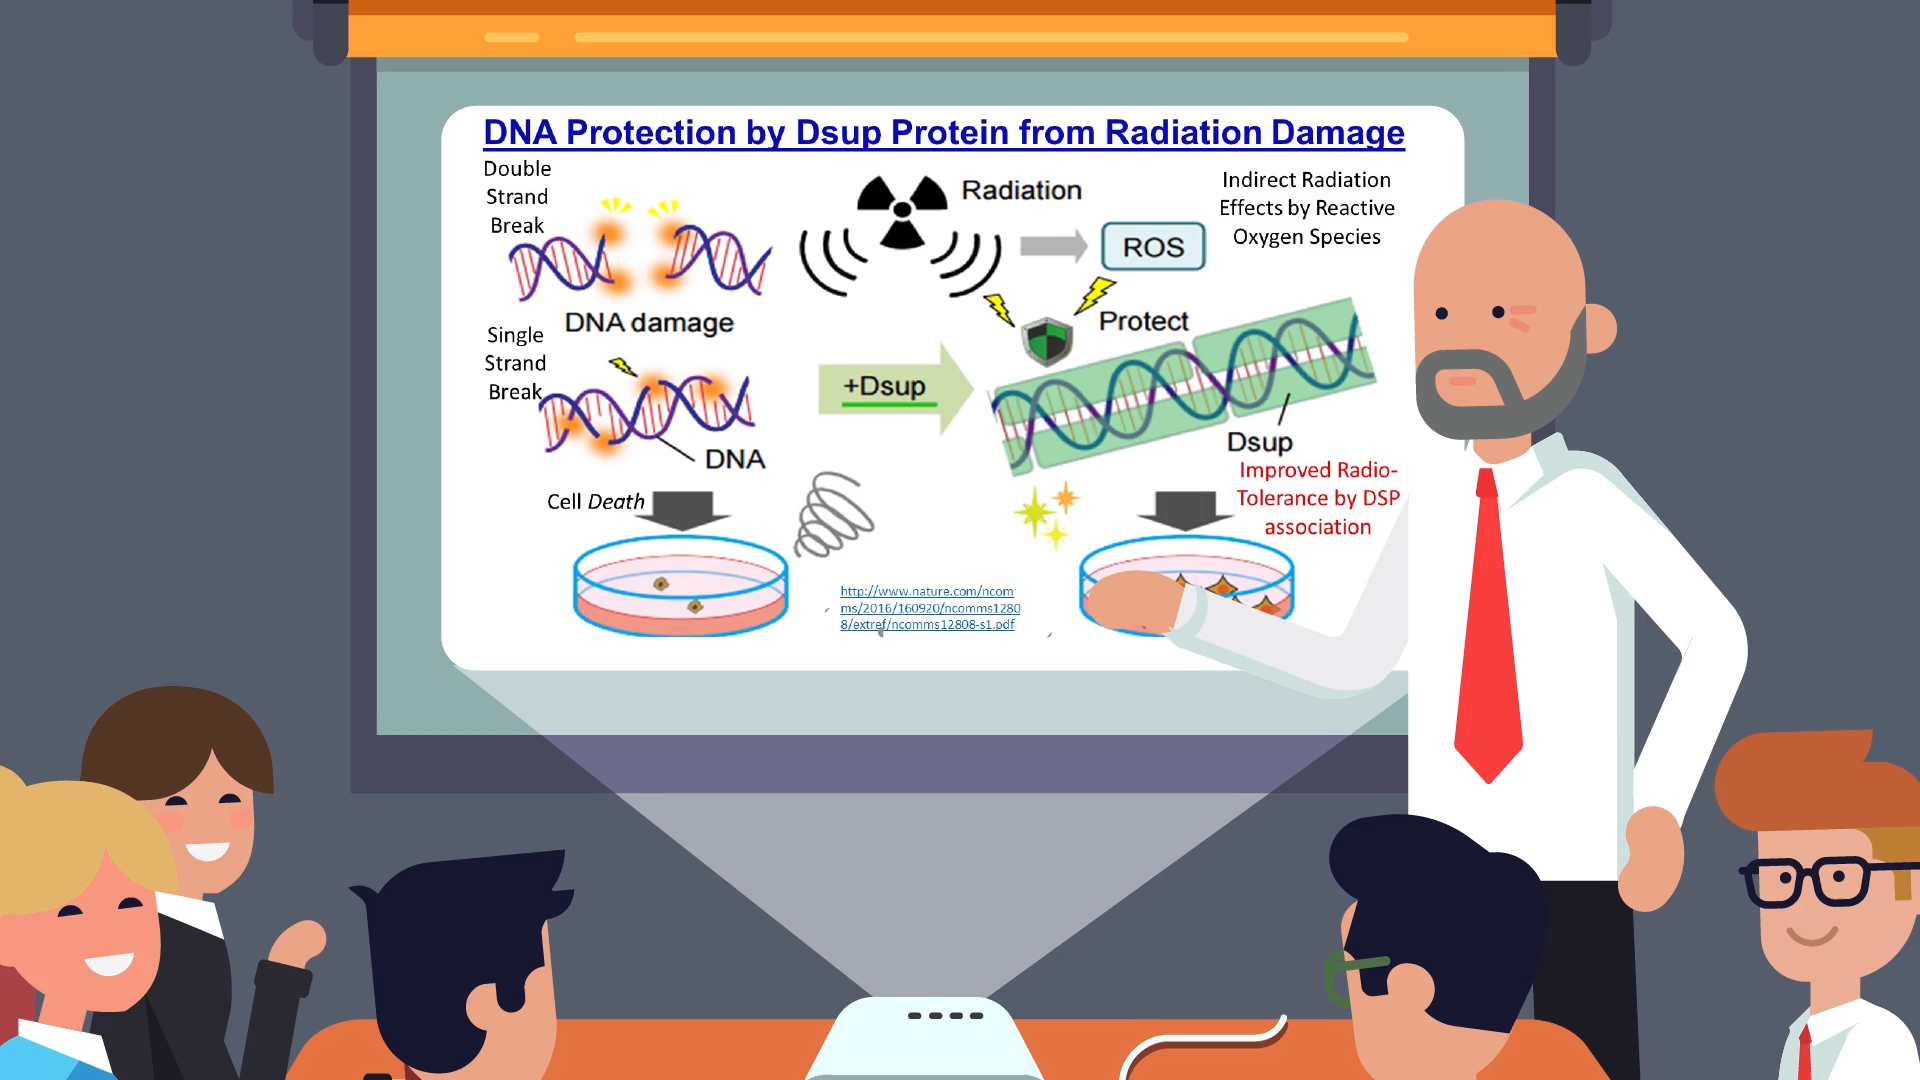 DNA Protection by Dsup Protein from Radiation Damage
Double
Strand
Break
DNA damage
Radiation
ROS
Indirect Radiation
Effects by Reactive
Oxygen Species
Protect
Single
Strand
Break
DNA
+Dsup
Dsup
Improved Radio-
Tolerance by DSP
association
Cell Death
http://www.nature.com/ncom
ms/2016/160920/ncomms1280
8/extref/ncomms12808-s1.pdf